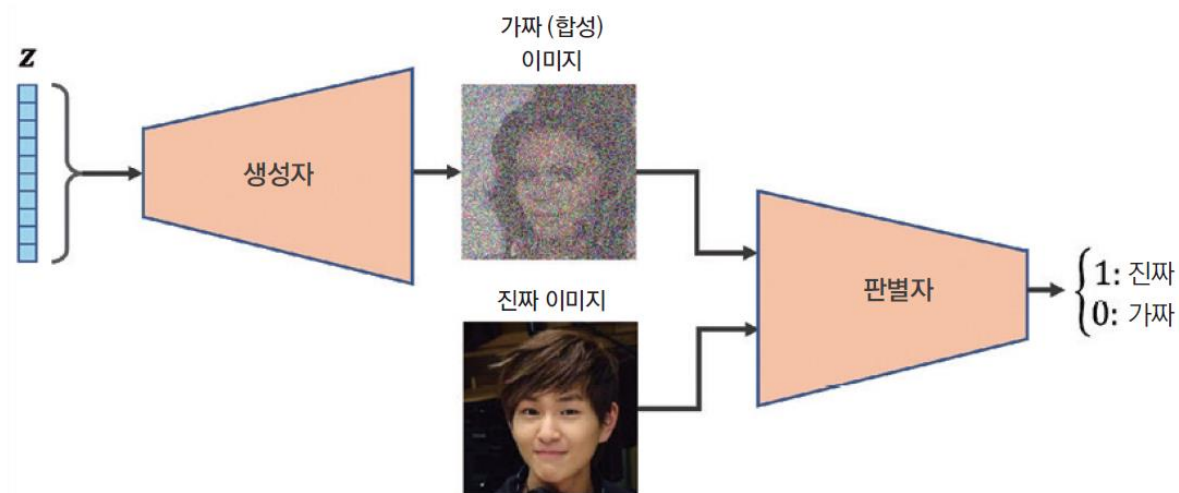 z
가짜 (합성)
이미지
생성자
진짜 이미지
판별자
1: 진짜
0: 가짜